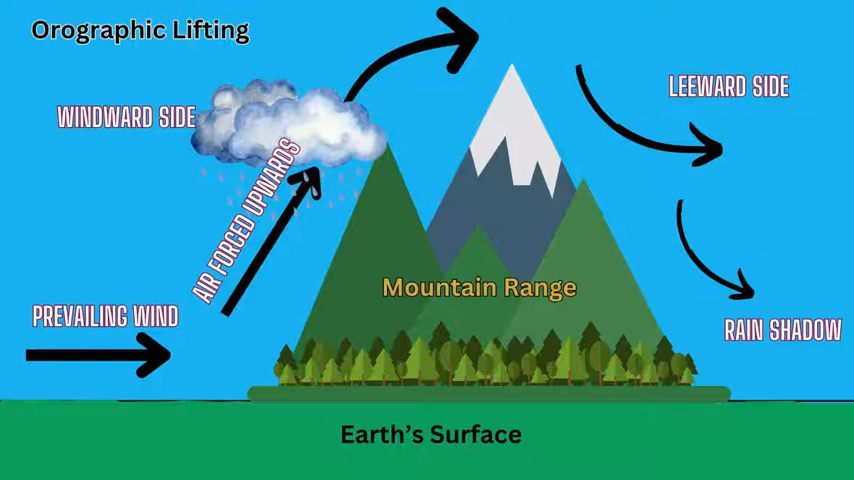 Orographic Lifting
WINDWARD SIDE
LEEWARD SIDE
AIR FORCED UPWARDS
Mountain Range
PREVAILING WIND
RAIN SHADOW
Earth's Surface